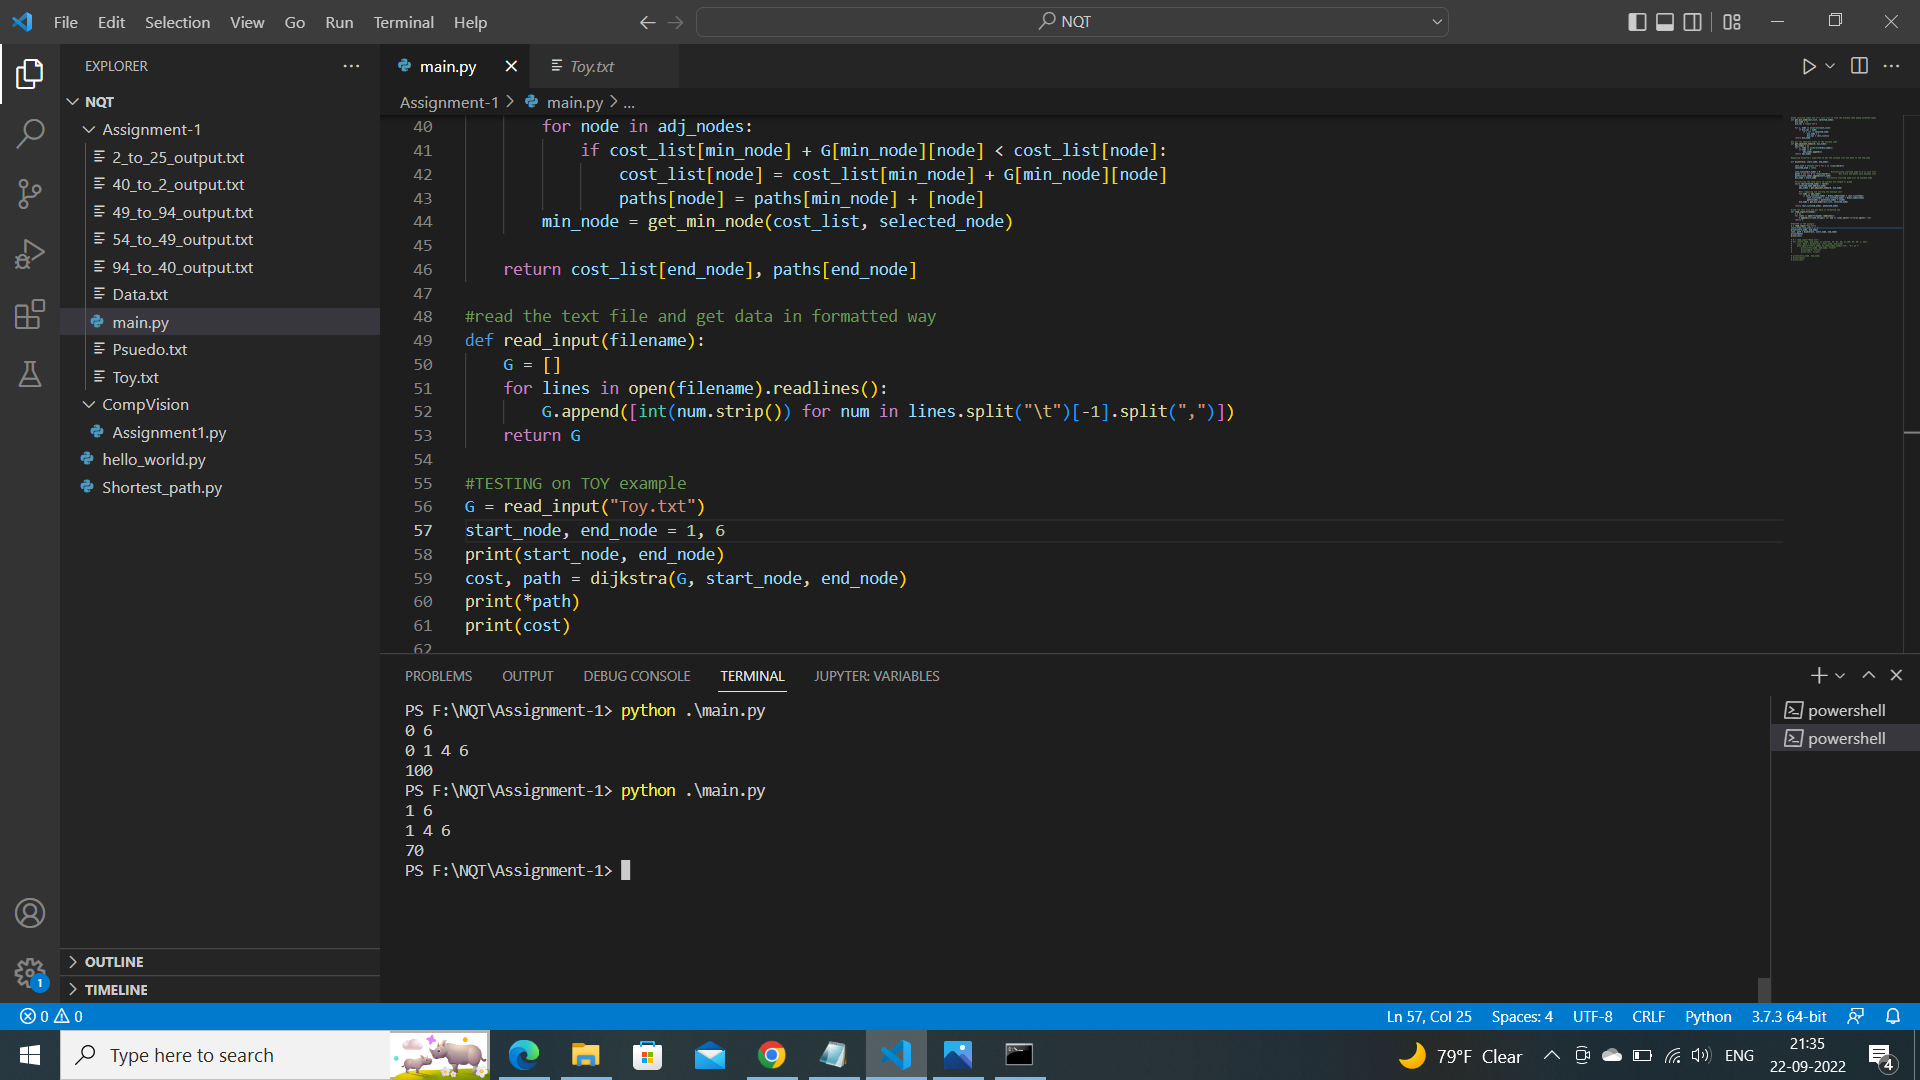 File Edit Selection View Go Run Terminal Help
NQT
EXPLORER
NQT
Assignment-1
2_to_25_output.txt
40_to_2_output.txt
49_to_94_output.txt
54_to_49_output.txt
94_to_40_output.txt
Data.txt
main.py
Psuedo.txt
Toy.txt
CompVision
Assignment1.py
hello_world.py
Shortest_path.py
OUTLINE
TIMELINE
1
main.py
Toy.txt
Assignment-1 > main.py > ...
40 for node in adj_nodes:
41 if cost_list[min_node] + G[min_node][node] < cost_list[node]:
42 cost_list[node] = cost_list[min_node] + G[min_node][node]
43 paths[node] = paths[min_node] + [node]
44 min_node = get_min_node(cost_list, selected_node)
45
46 return cost_list[end_node], paths[end_node]
47
48 #read the text file and get data in formatted way
49 def read_input(filename):
50 G = []
51 for lines in open(filename).readlines():
52 G.append([int(num.strip()) for num in lines.split("\t")[-1].split(",")])
53 return G
54
55 #TESTING on TOY example
56 G = read_input("Toy.txt")
57 start_node, end_node = 1, 6
58 print(start_node, end_node)
59 cost, path = dijkstra(G, start_node, end_node)
60 print(*path)
61 print(cost)
62
PROBLEMS OUTPUT DEBUG CONSOLE TERMINAL JUPYTER: VARIABLES
PS F:\NQT\Assignment-1> python .\main.py
0 6
0 1 4 6
100
PS F:\NQT\Assignment-1> python .\main.py
1 6
1 4 6
70
PS F:\NQT\Assignment-1>
powershell
powershell
0 0
Ln 57, Col 25 Spaces: 4 UTF-8 CRLF Python 3.7.3 64-bit
Type here to search
79°F Clear
ENG
21:35
22-09-2022
4